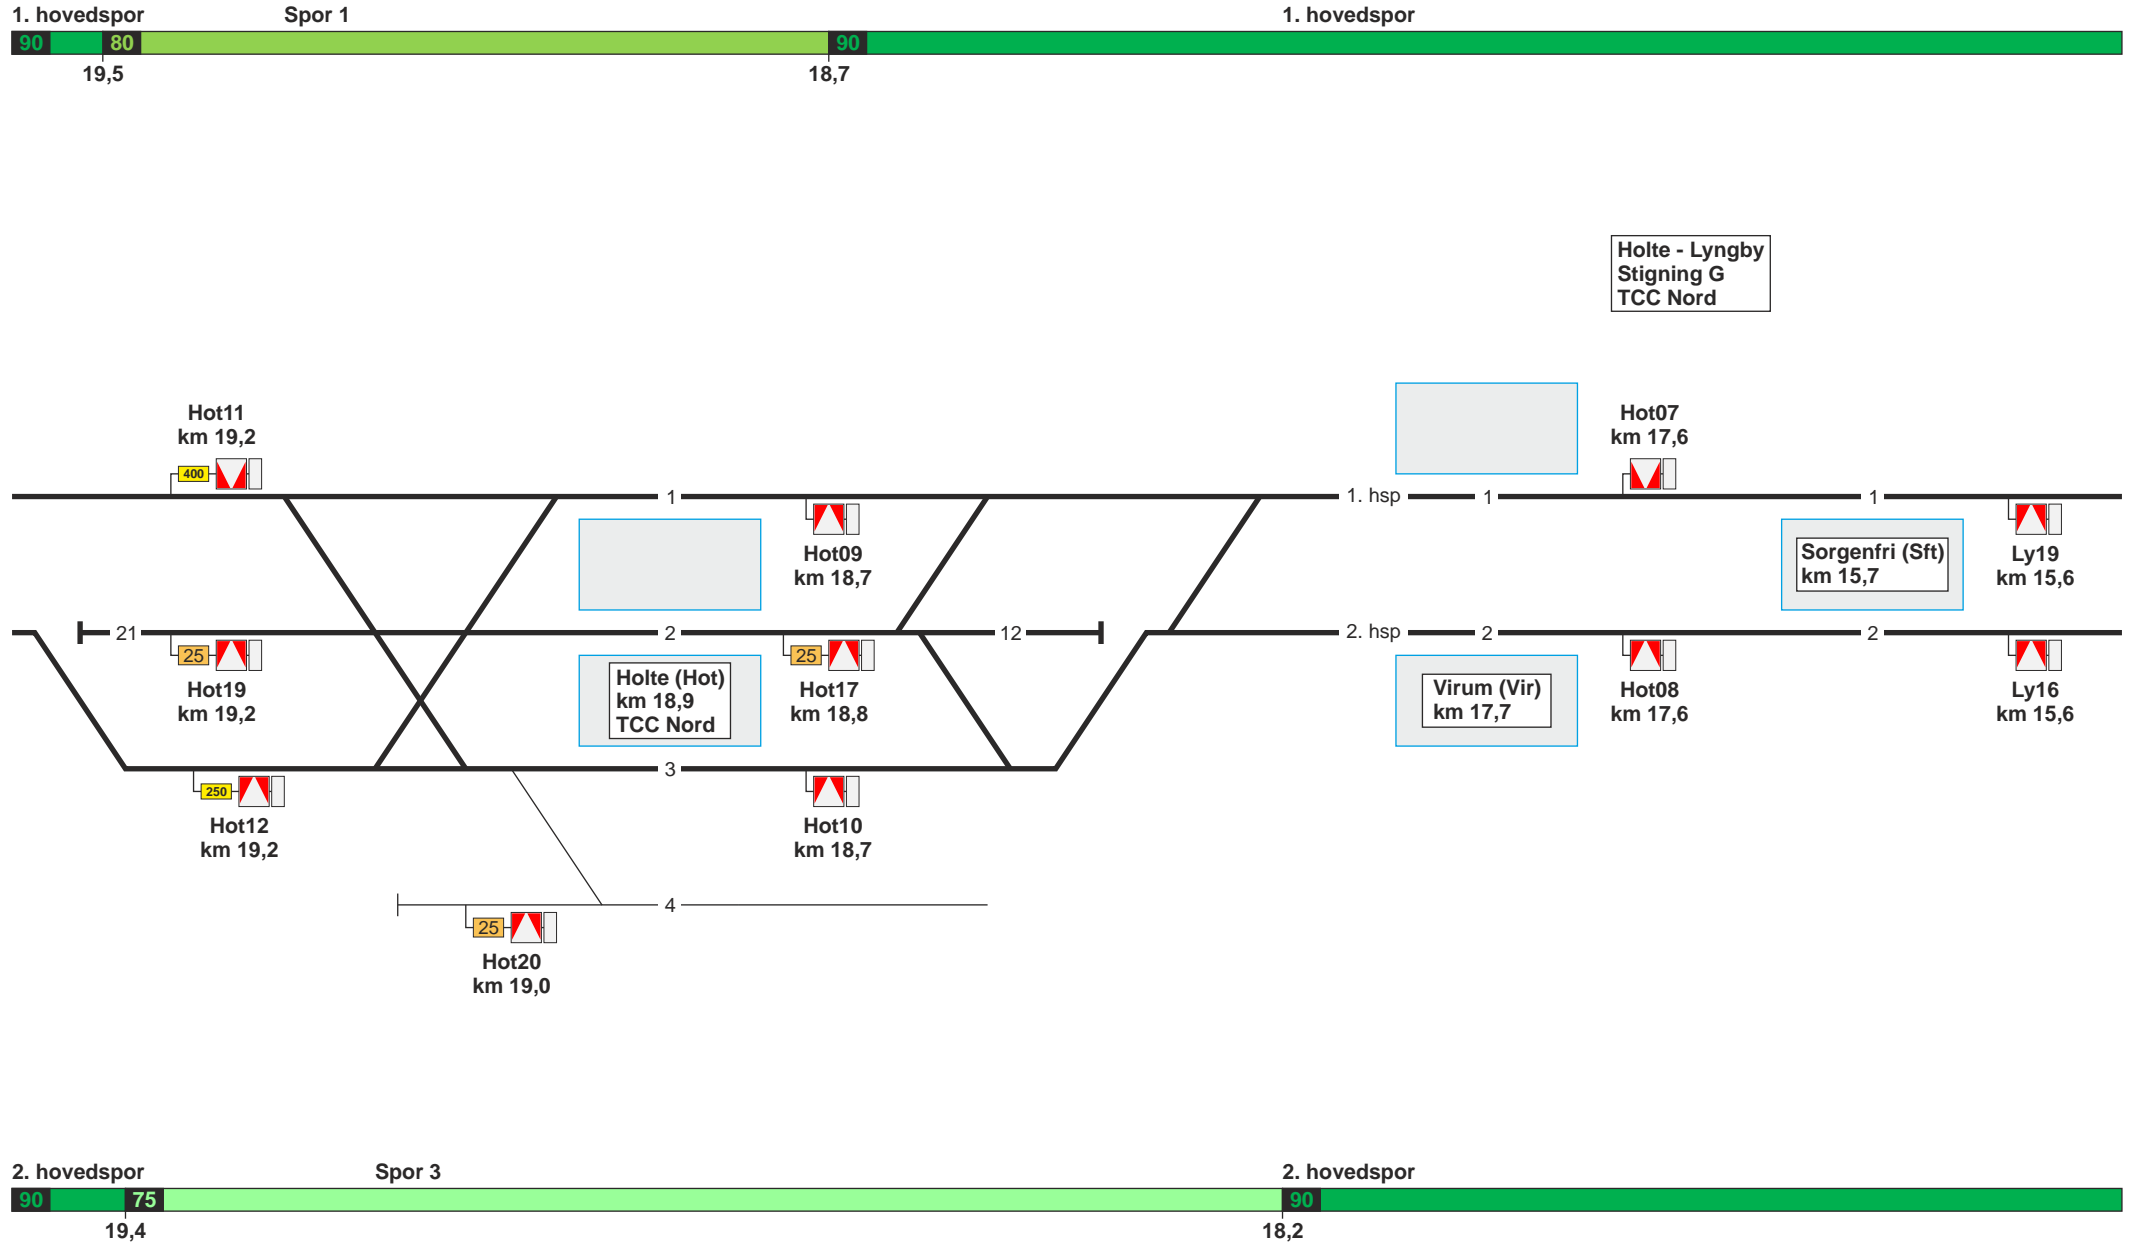 1. hovedspor Spor 1 1. hovedspor
90 80 90
19,5 18,7
Holte - Lyngby
Stigning G
TCC Nord
Hot11
km 19,2
400
Hot07
km 17,6
1 1. hsp 1 1
Hot09
km 18,7
Sorgenfri (Sft)
km 15,7
Ly19
km 15,6
21 2 12 2. hsp 2 2
25
Hot19
km 19,2
Holte (Hot)
km 18,9
TCC Nord
25
Hot17
km 18,8
Virum (Vir)
km 17,7
Hot08
km 17,6
Ly16
km 15,6
3
250
Hot12
km 19,2
Hot10
km 18,7
4
25
Hot20
km 19,0
2. hovedspor Spor 3 2. hovedspor
90 75 90
19,4 18,2